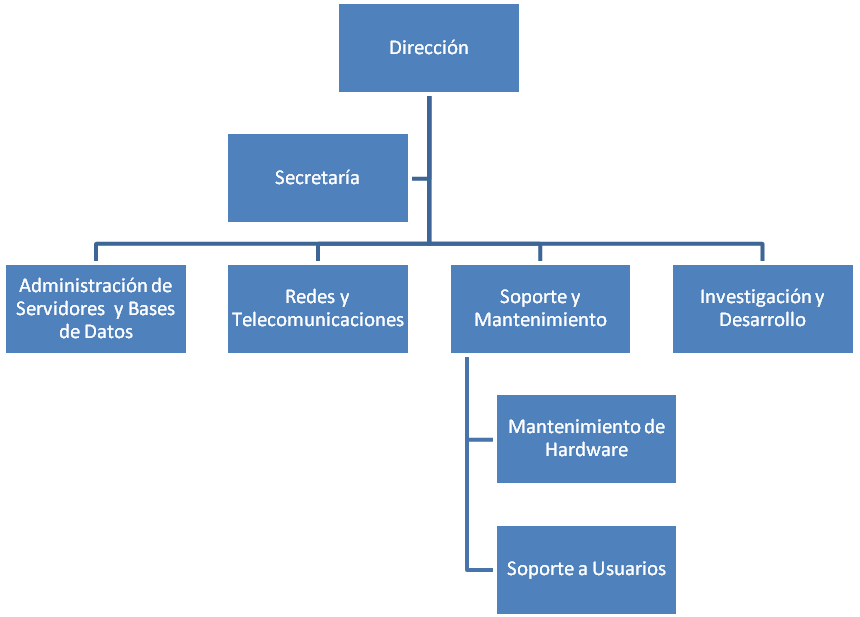 Dirección
Secretaría
Administración de
Servidores y Bases
de Datos
Redes y
Telecomunicaciones
Soporte y
Mantenimiento
Investigación y
Desarrollo
Mantenimiento de
Hardware
Soporte a Usuarios